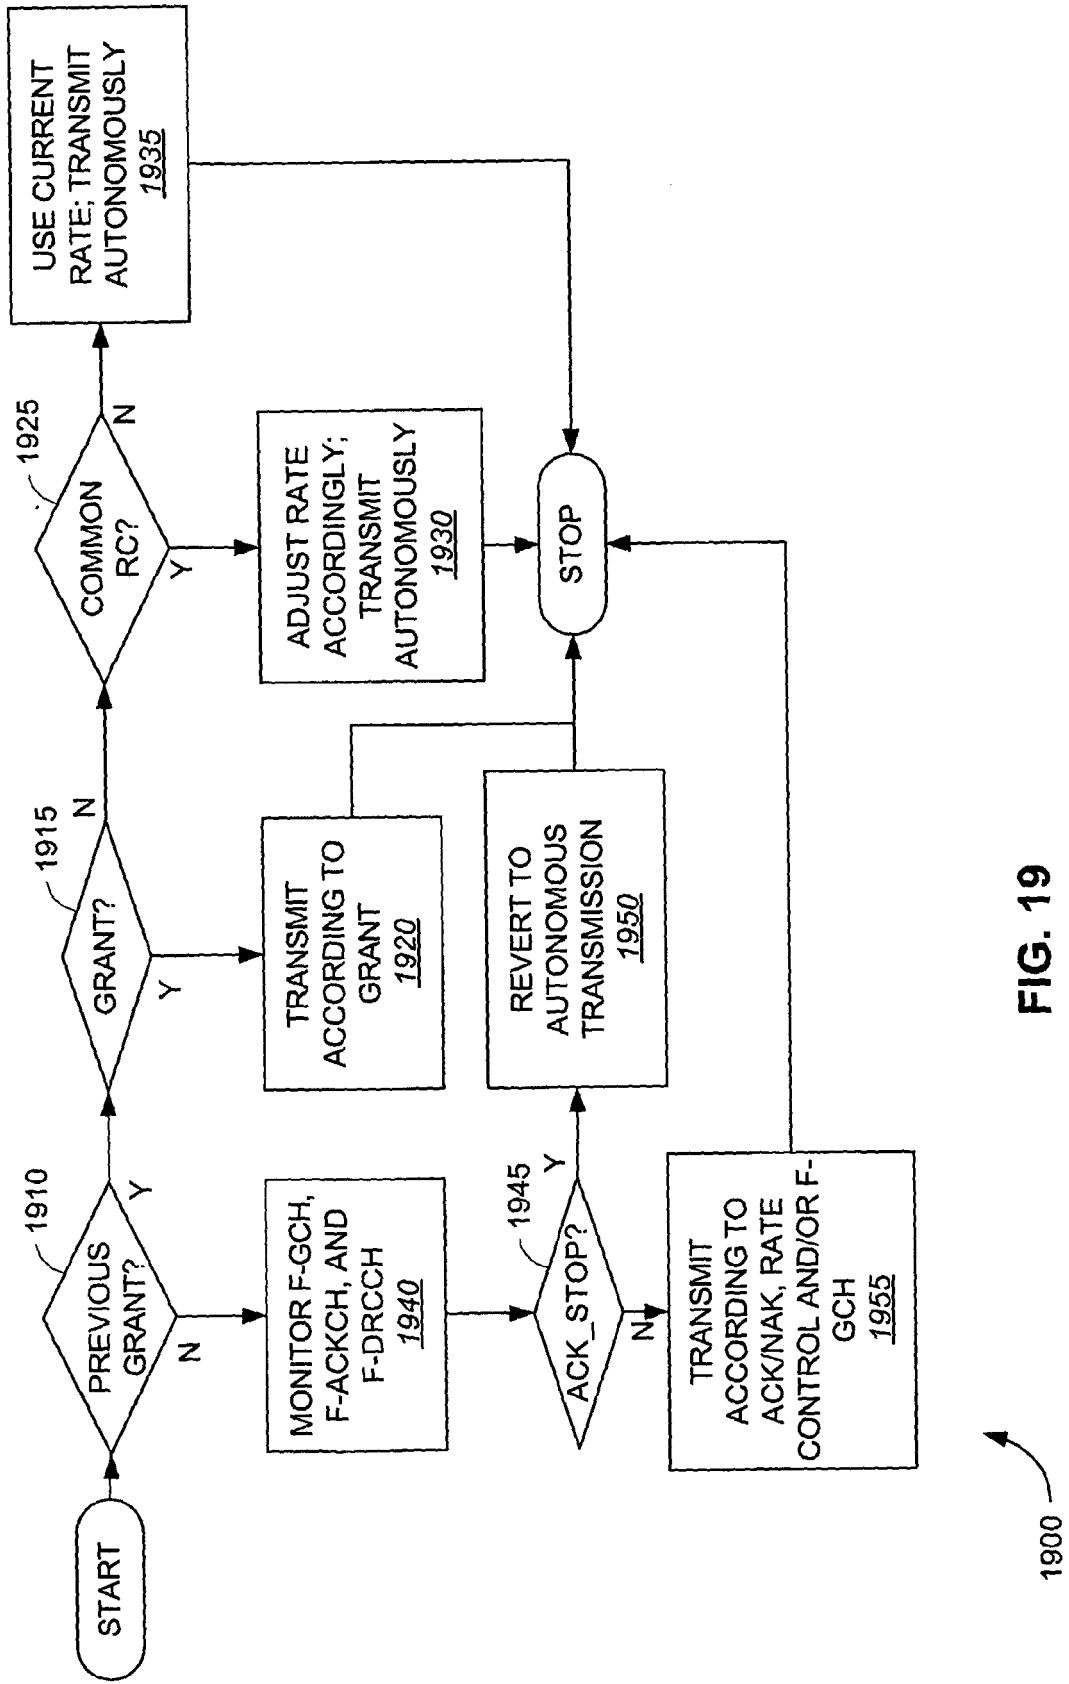 START
1910
PREVIOUS
GRANT?
Y
N
1915
GRANT?
N
Y
1925
COMMON
RC?
N
Y
USE CURRENT
RATE; TRANSMIT
AUTONOMOUSLY
1935
MONITOR F-GCH,
F-ACKCH, AND
F-DRCCH
1940
TRANSMIT
ACCORDING TO
GRANT
1920
ADJUST RATE
ACCORDINGLY;
TRANSMIT
AUTONOMOUSLY
1930
1945
ACK_STOP?
Y
N
REVERT TO
AUTONOMOUS
TRANSMISSION
1950
STOP
TRANSMIT
ACCORDING TO
ACK/NAK, RATE
CONTROL AND/OR F-
GCH
1955
1900
FIG. 19